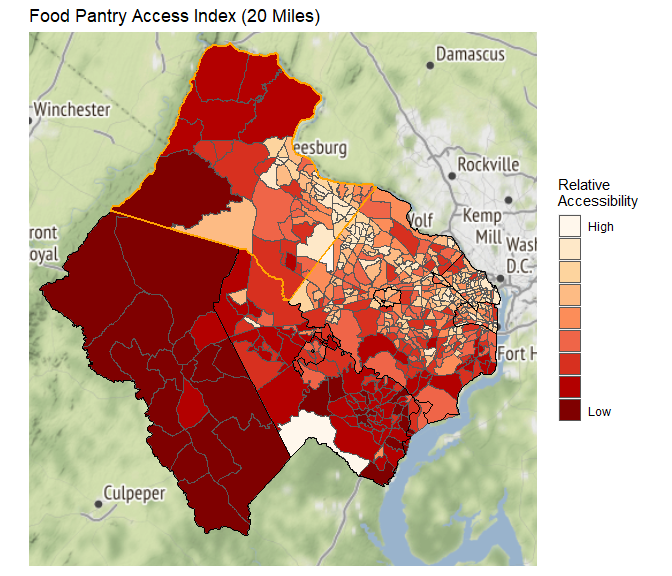 Food Pantry Access Index (20 Miles)
Damascus
Winchester
eesburg
Rockville
Relative
Accessibility
High
Volf
Kemp
Mill
Wash
D.C.
ront
oyal
Fort H
Low
Culpeper